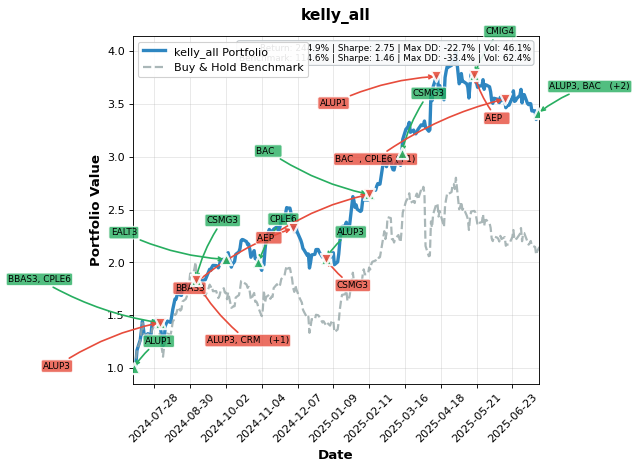 kelly_all
CMIG4
4.9% | Sharpe: 2.75 | Max DD: -22.7% | Vol: 46.1%
4.6% | Sharpe: 1.46 | Max DD: -33.4% | Vol: 62.4%
kelly_all Portfolio
Buy & Hold Benchmark
4.0
3.5
3.0
2.5
2.0
1.5
1.0
Portfolio Value
ALUP3, BAC (+2)
CSMG3
ALUP1
AEP
BAC
BAC , CPLE6
CSMG3
CPLE6
EALT3
ALUP3
AEP
BBAS3, CPLE6
BBAS3
CSMG3
ALUP1
ALUP3, CRM (+1)
ALUP3
2024-07-28
2024-08-30
2024-10-02
2024-11-04
2024-12-07
2025-01-09
2025-02-11
2025-03-16
2025-04-18
2025-05-21
2025-06-23
Date